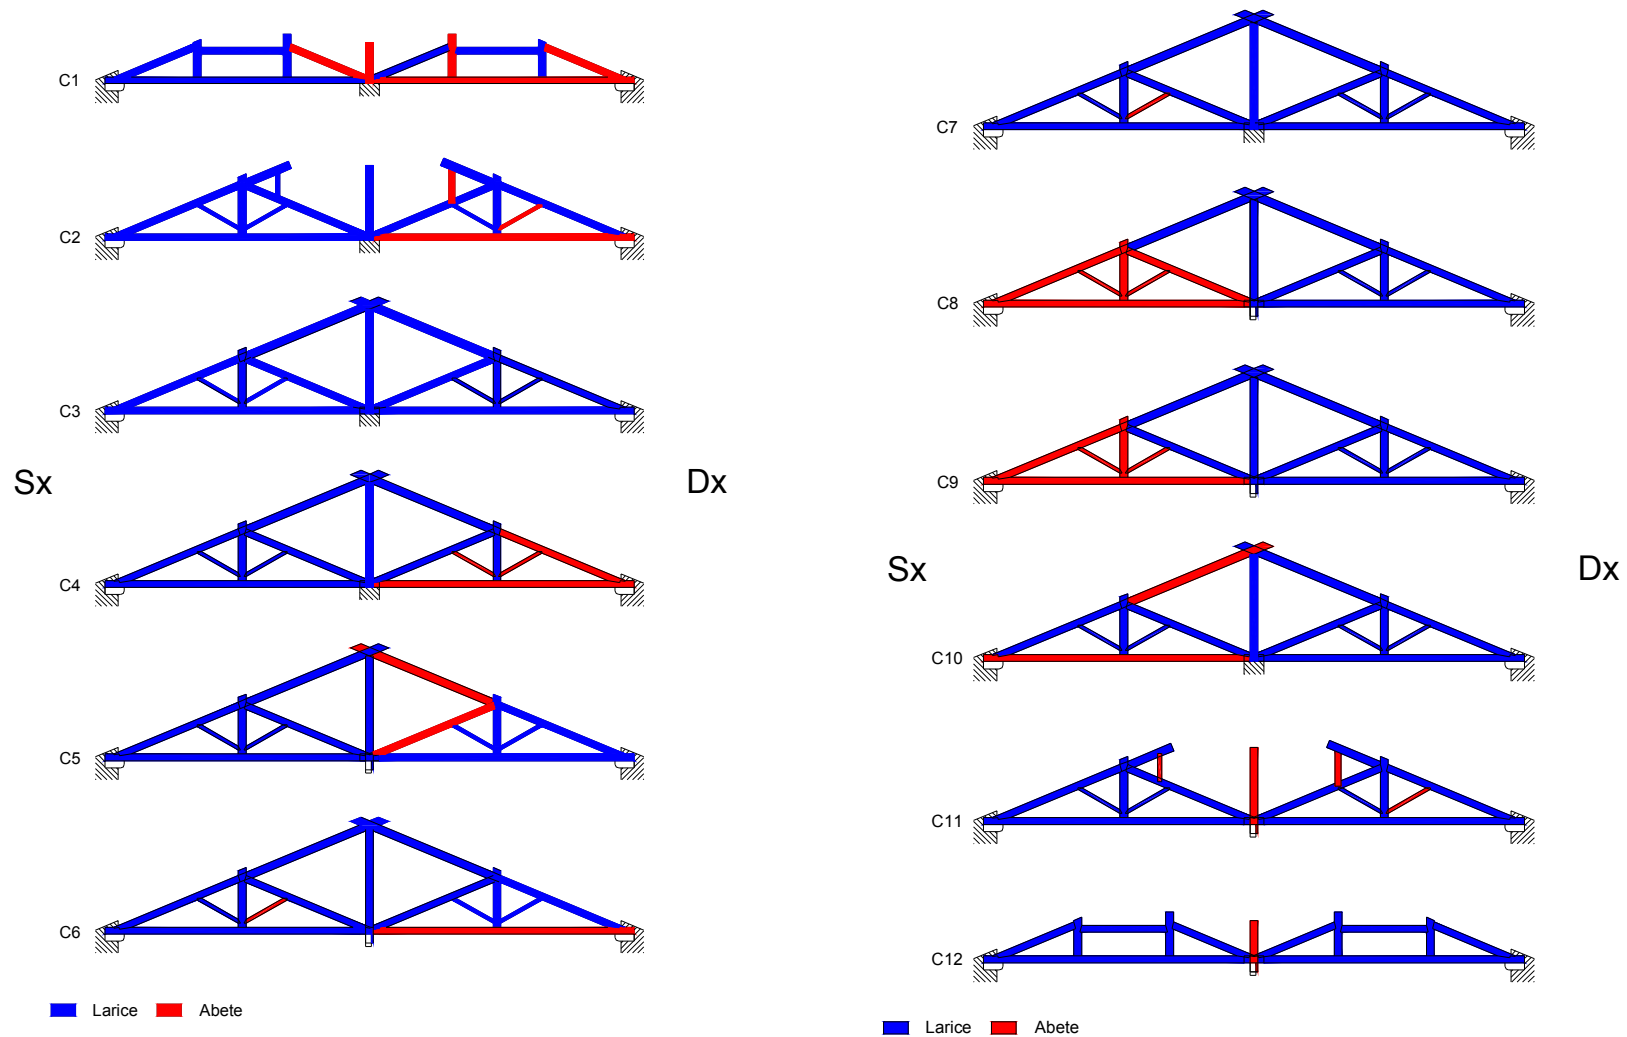 C1
C2
C3
Sx Dx
C4
C5
C6
Larice Abete
C7
C8
C9
Sx Dx
C10
C11
C12
Larice Abete